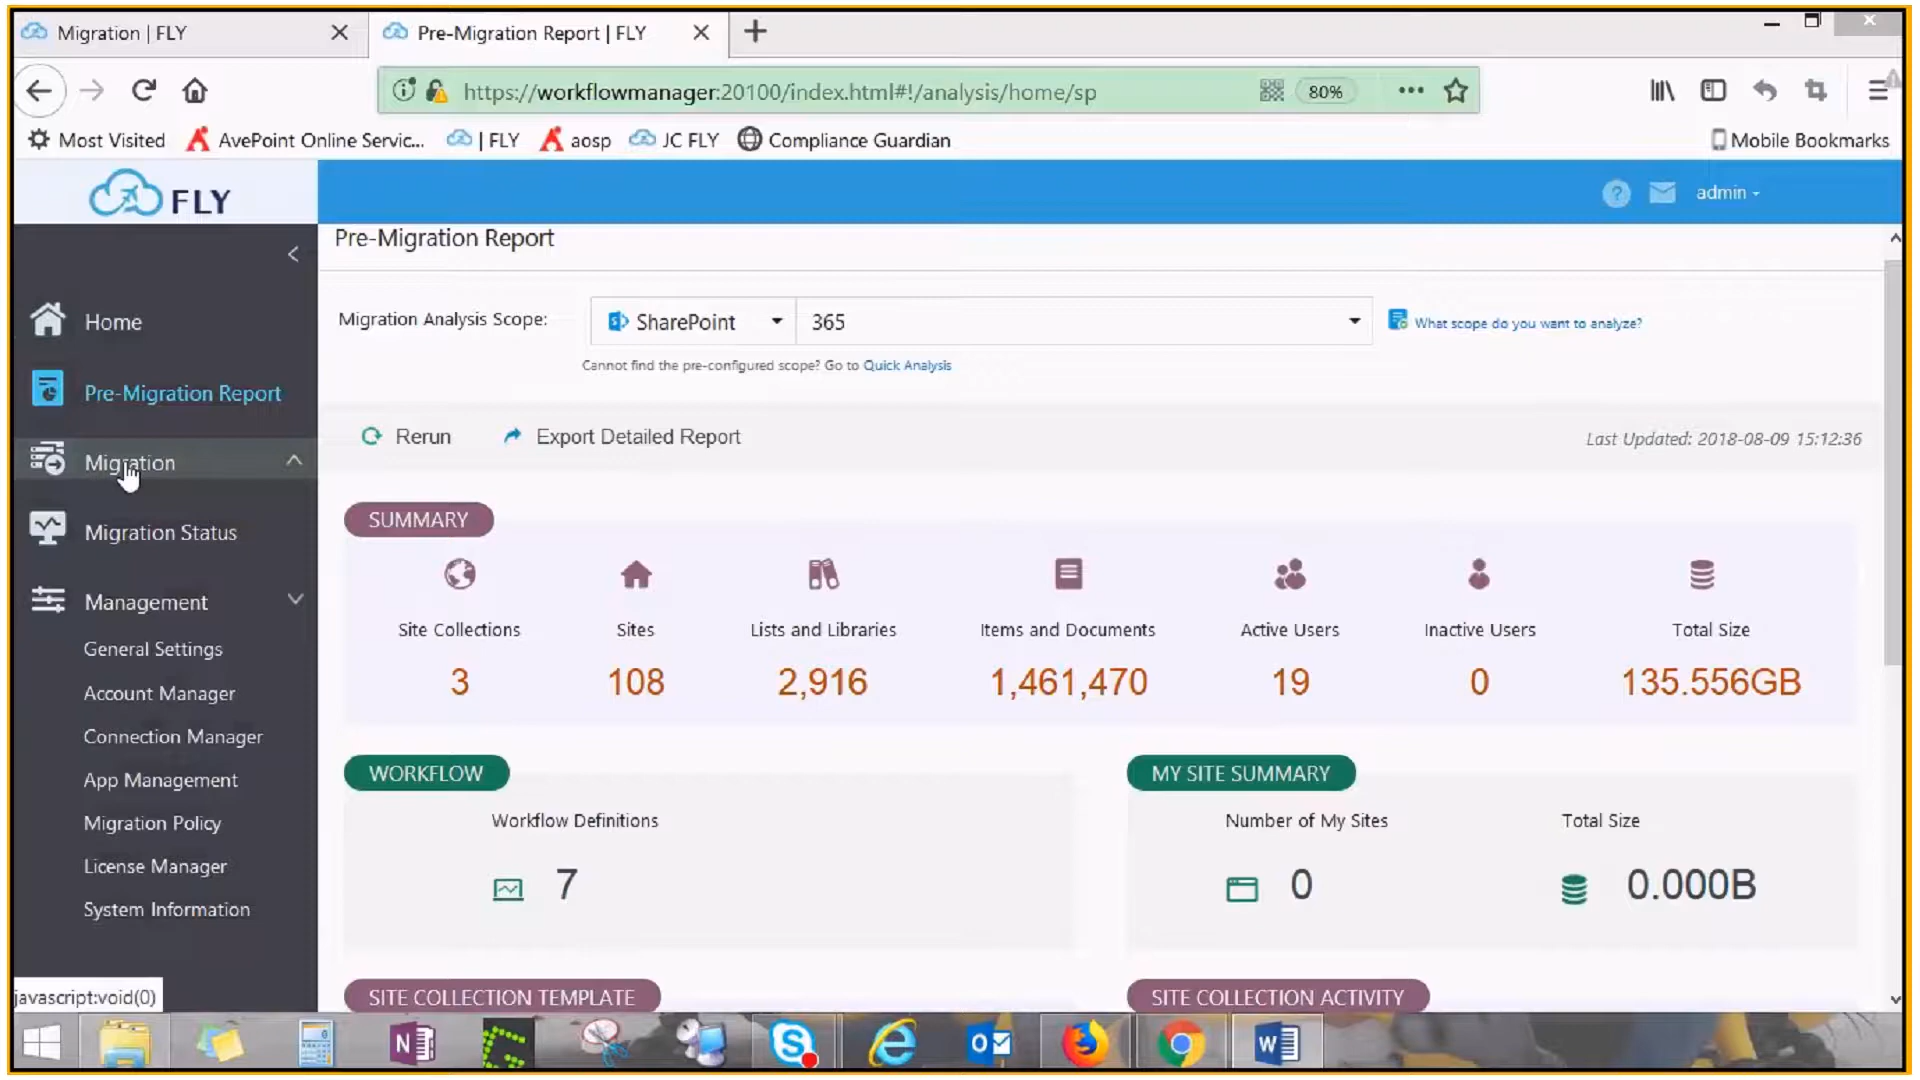 Migration | FLY
Pre-Migration Report | FLY
https://workflowmanager:20100/index.html#!/analysis/home/sp
80%
Most Visited
AvePoint Online Servic...
| FLY
aosp
JC FLY
Compliance Guardian
Mobile Bookmarks
FLY
admin
Pre-Migration Report
Home
Pre-Migration Report
Migration
Migration Status
Management
General Settings
Account Manager
Connection Manager
App Management
Migration Policy
License Manager
System Information
javascript:void(0)
Migration Analysis Scope:
SharePoint
365
What scope do you want to analyze?
Cannot find the pre-configured scope? Go to Quick Analysis
Rerun
Export Detailed Report
Last Updated: 2018-08-09 15:12:36
SUMMARY
Site Collections
Sites
Lists and Libraries
Items and Documents
Active Users
Inactive Users
Total Size
3
108
2,916
1,461,470
19
0
135.556GB
WORKFLOW
Workflow Definitions
7
MY SITE SUMMARY
Number of My Sites
Total Size
0
0.000B
SITE COLLECTION TEMPLATE
SITE COLLECTION ACTIVITY